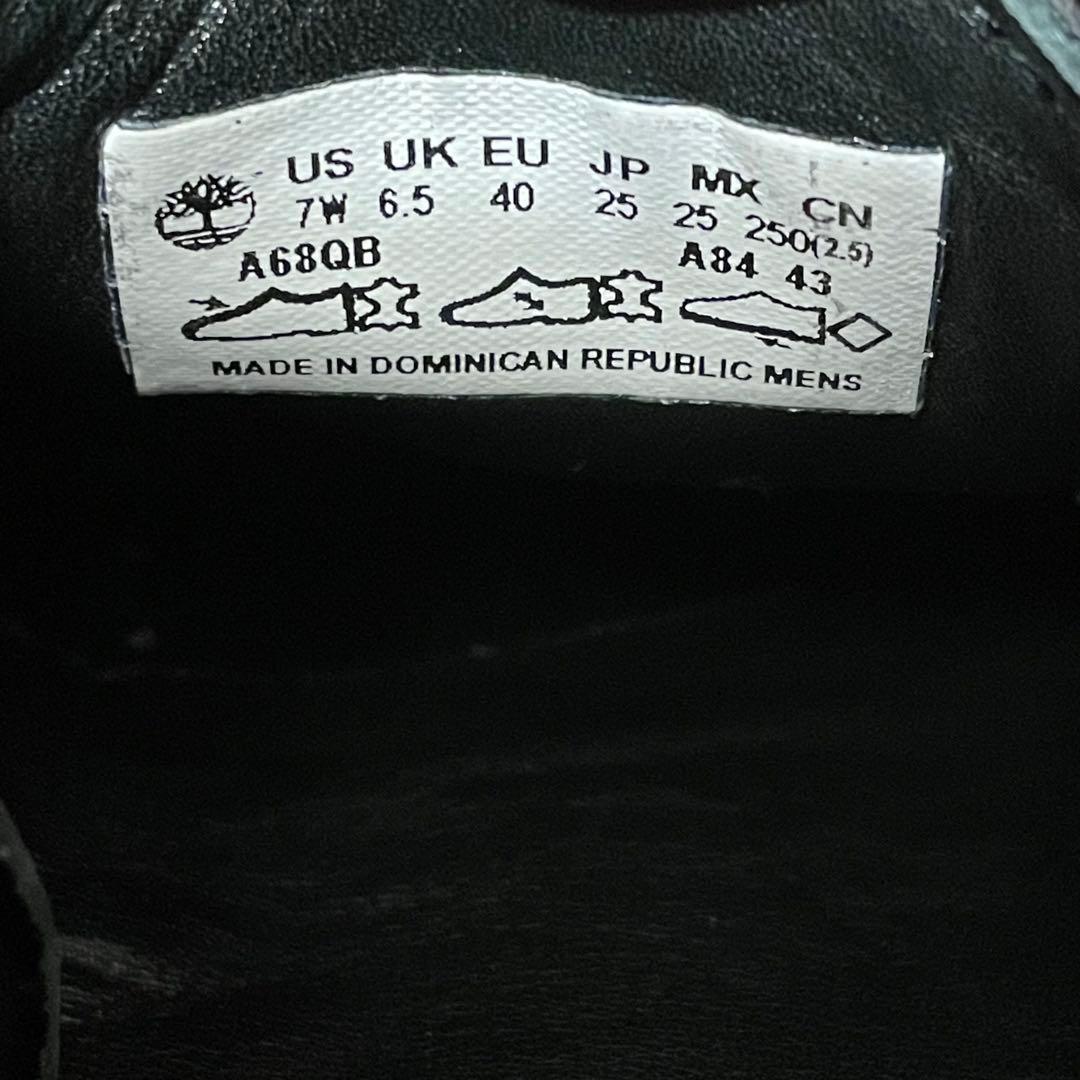 US UK EU JP MX CN
7W 6.5 40 25 25 250(2.5)
A68QB A84 43
MADE IN DOMINICAN REPUBLIC MENS